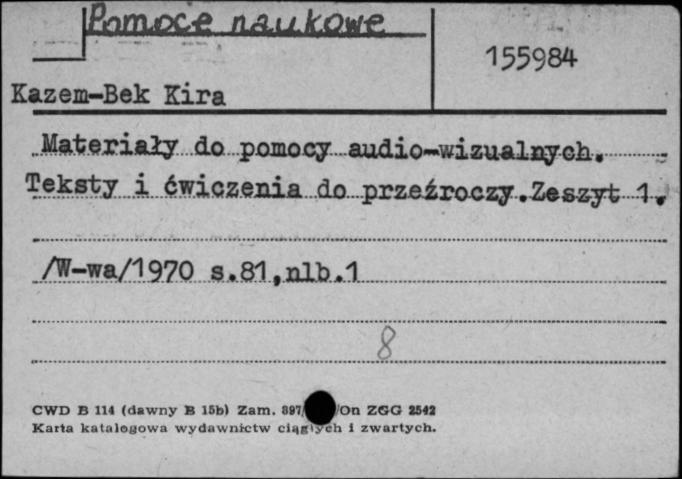 Pomoce naukowe
155984
Kazem-Bek Kira
Materiały do pomocy audio-wizualnych.
Teksty i ćwiczenia do przeźroczy.Zeszyt 1.
/W-wa/1970 s.81,nlb.1
8
CWD B 114 (dawny B 15b) Zam. 897/ /On ZGG 2542
Karta katalogowa wydawnictw ciągłych i zwartych.